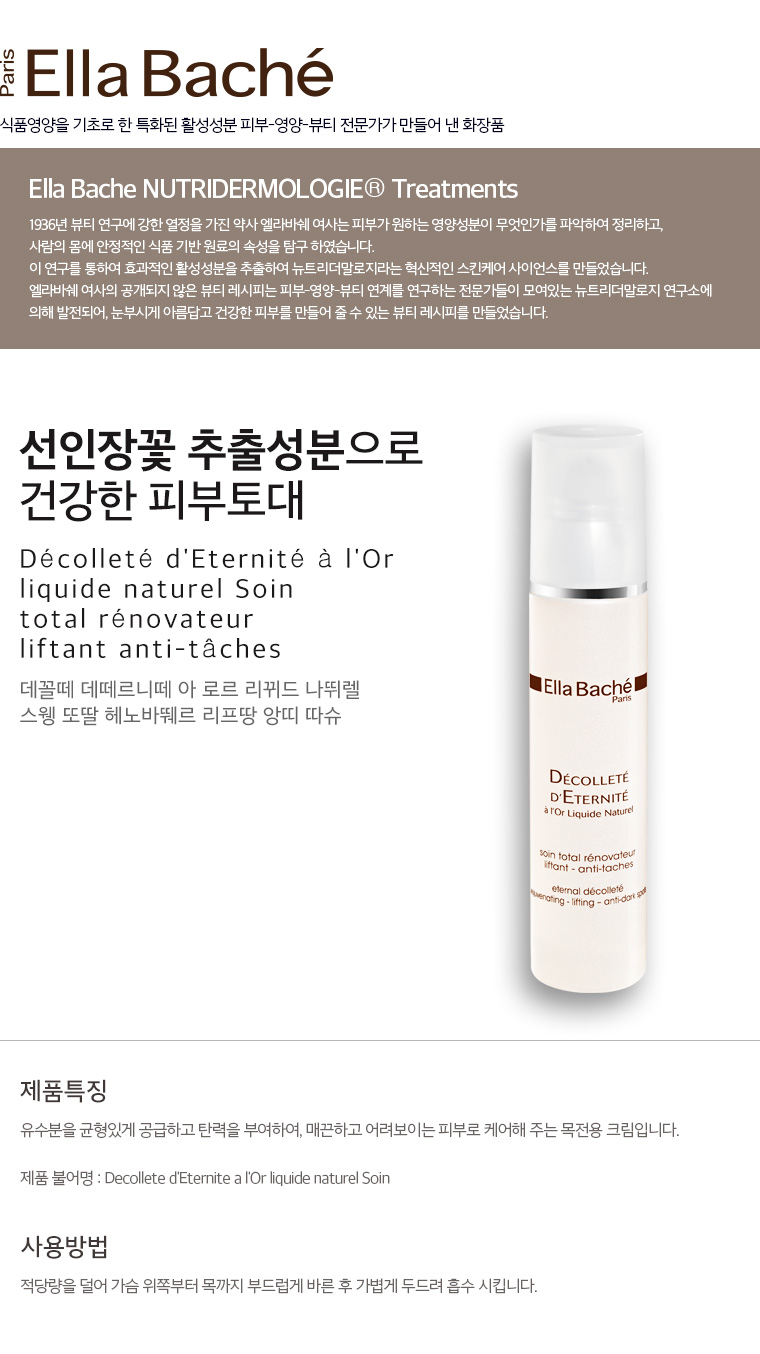 Paris
Ella Baché
식품영양을 기초로 한 특화된 활성성분 피부-영양-뷰티 전문가가 만들어 낸 화장품
Ella Bache NUTRIDERMOLOGIE® Treatments
1936년 뷰티 연구에 강한 열정을 가진 약사 엘라바쉐 여사는 피부가 원하는 영양성분이 무엇인가를 파악하여 정리하고,
사람의 몸에 안정적인 식품 기반 원료의 속성을 탐구 하였습니다.
이 연구를 통하여 효과적인 활성성분을 추출하여 뉴트리더말로지라는 혁신적인 스킨케어 사이언스를 만들었습니다.
엘라바쉐 여사의 공개되지 않은 뷰티 레시피는 피부-영양-뷰티 연계를 연구하는 전문가들이 모여있는 뉴트리더말로지 연구소에
의해 발전되어, 눈부시게 아름답고 건강한 피부를 만들어 줄 수 있는 뷰티 레시피를 만들었습니다.
선인장꽃 추출성분으로
건강한 피부토대
Décolleté d'Eternité à l'Or
liquide naturel Soin
total rénovateur
liftant anti-tâches
데꼴떼 데떼르니떼 아 로르 리뀌드 나뛰렐
스웽 또딸 헤노바뛔르 리프땅 앙띠 따슈
Ella Baché
Paris
DÉCOLLETÉ
D'ETERNITÉ
à l'Or Liquide Naturel
soin total rénovateur
liftant - anti-taches
eternal décolleté
rejuvenating - lifting - anti-dark spots
제품특징
유수분을 균형있게 공급하고 탄력을 부여하여, 매끈하고 어려보이는 피부로 케어해 주는 목전용 크림입니다.
제품 불어명 : Decollete d'Eternite a l'Or liquide naturel Soin
사용방법
적당량을 덜어 가슴 위쪽부터 목까지 부드럽게 바른 후 가볍게 두드려 흡수 시킵니다.